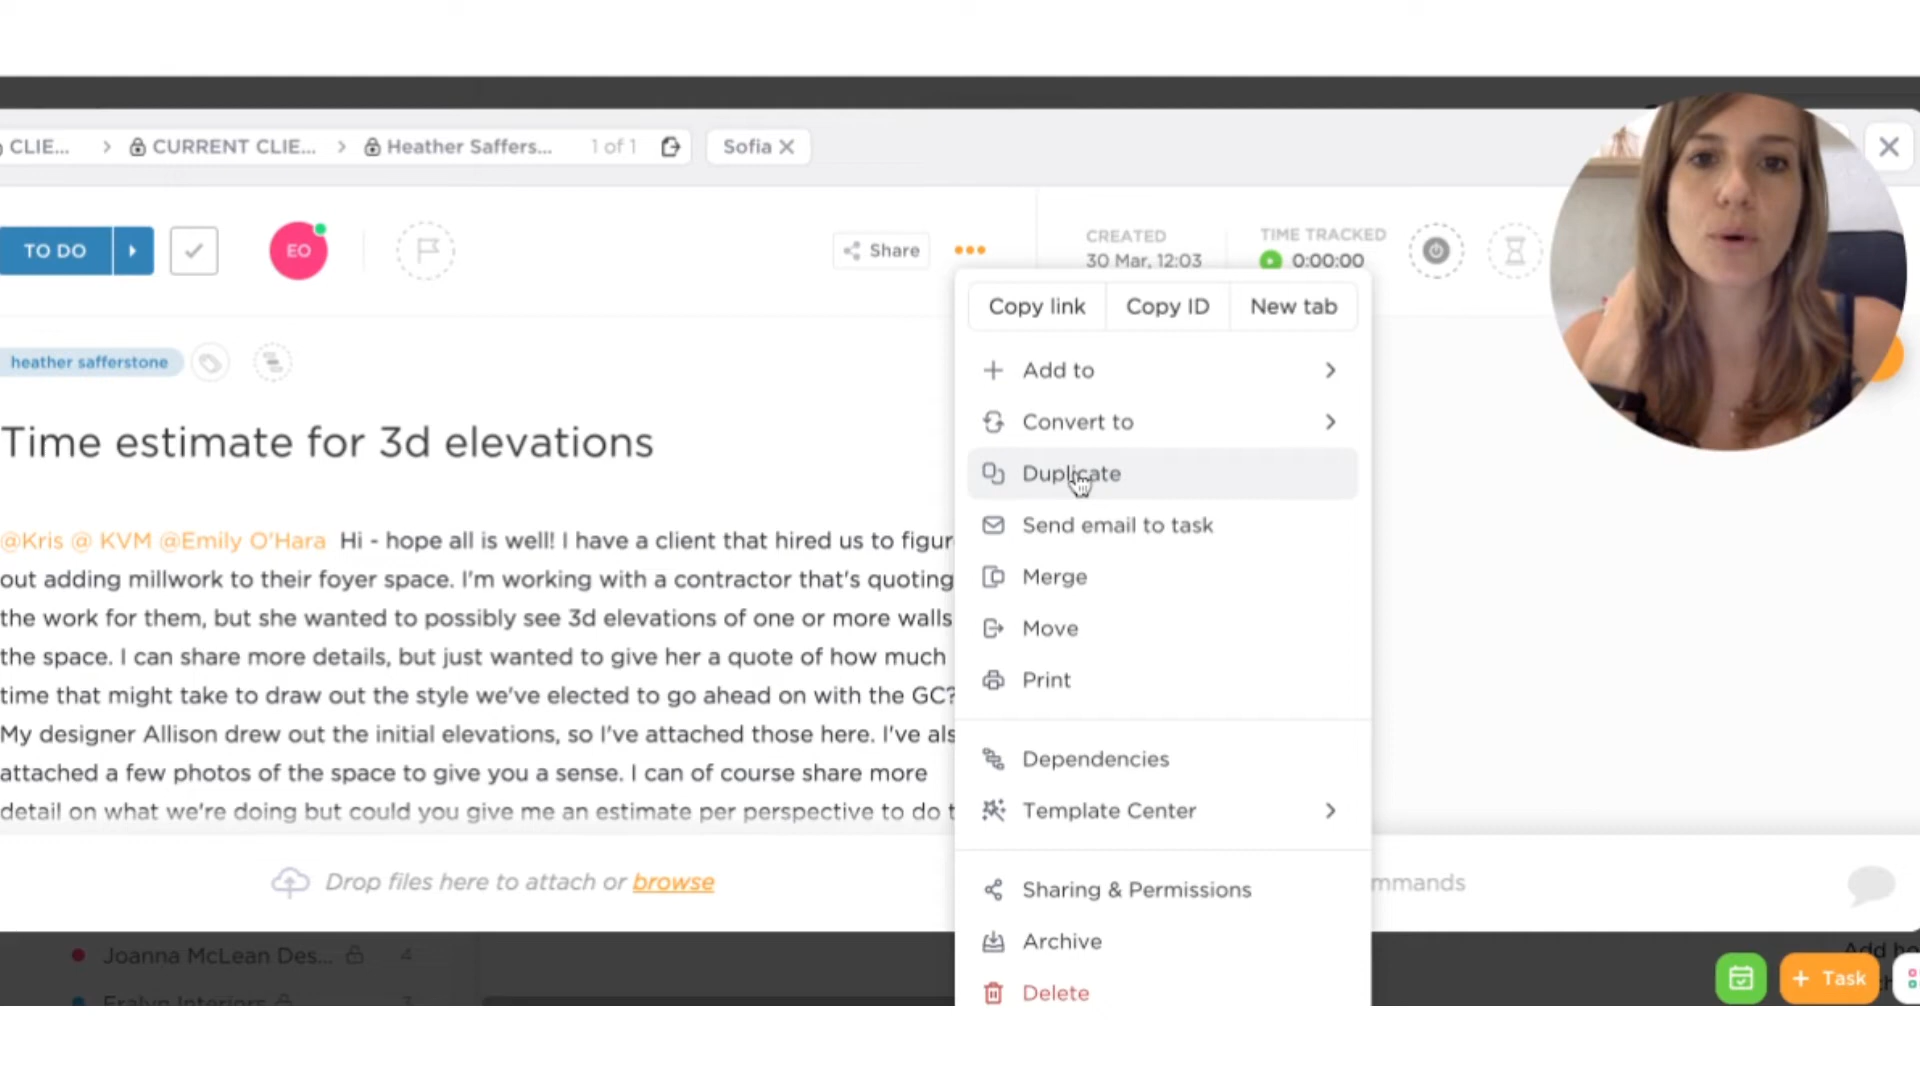 CLIE... > CURRENT CLIE... > Heather Saffers... 1 of 1 Sofia
TO DO
EO
Share
CREATED
30 Mar, 12:03
TIME TRACKED
0:00:00
heather safferstone
Time estimate for 3d elevations
@Kris @ KVM @Emily O'Hara Hi - hope all is well! I have a client that hired us to figur
out adding millwork to their foyer space. I'm working with a contractor that's quoting
the work for them, but she wanted to possibly see 3d elevations of one or more walls
the space. I can share more details, but just wanted to give her a quote of how much
time that might take to draw out the style we've elected to go ahead on with the GC?
My designer Allison drew out the initial elevations, so I've attached those here. I've als
attached a few photos of the space to give you a sense. I can of course share more
detail on what we're doing but could you give me an estimate per perspective to do t
Copy link Copy ID New tab
Add to
Convert to
Duplicate
Send email to task
Merge
Move
Print
Dependencies
Template Center
Sharing & Permissions
Archive
Delete
Drop files here to attach or browse
mmands
Joanna McLean Des... 4
Eralyn Interiors 3
Add
+ Task